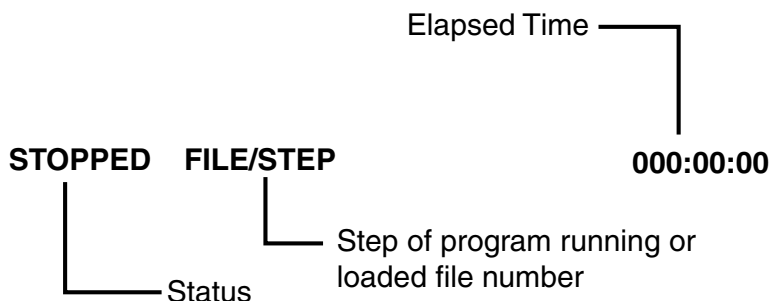 Elapsed Time
STOPPED FILE/STEP 000:00:00
Step of program running or
loaded file number
Status